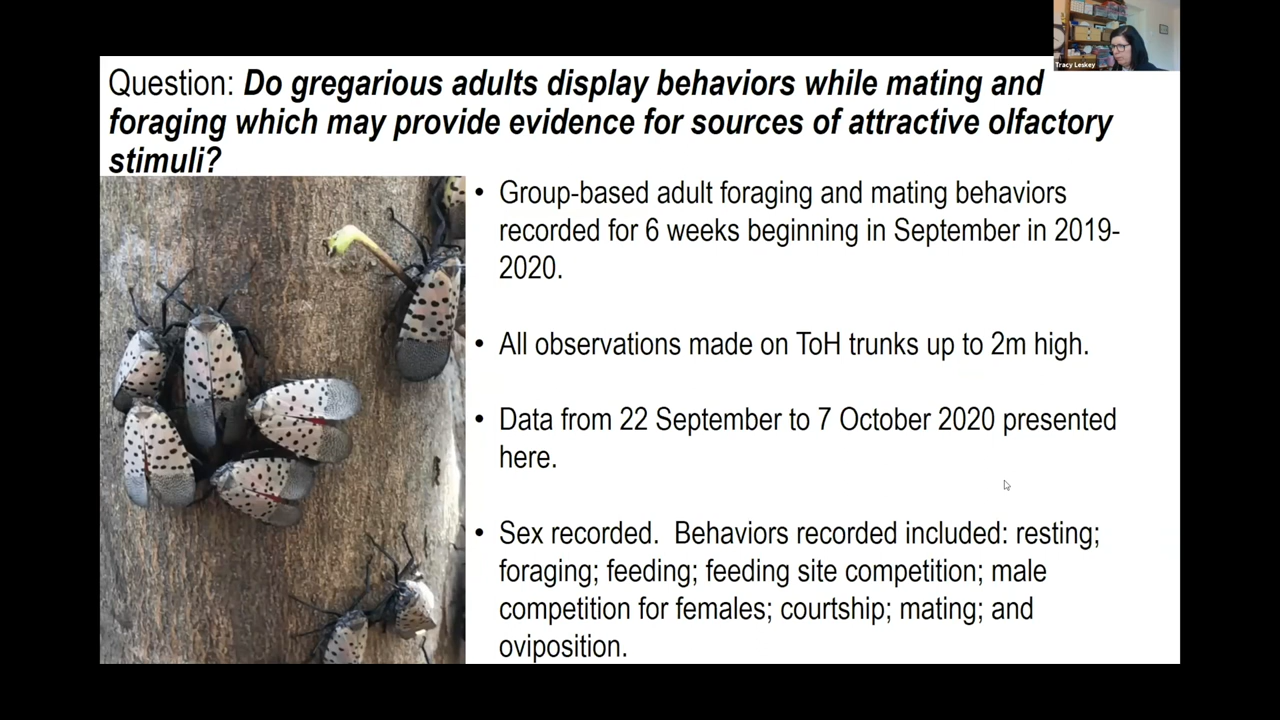 Tracy Leskey
Question: Do gregarious adults display behaviors while mating and
foraging which may provide evidence for sources of attractive olfactory
stimuli?
• Group-based adult foraging and mating behaviors
recorded for 6 weeks beginning in September in 2019-
2020.
• All observations made on ToH trunks up to 2m high.
• Data from 22 September to 7 October 2020 presented
here.
• Sex recorded.  Behaviors recorded included: resting;
foraging; feeding; feeding site competition; male
competition for females; courtship; mating; and
oviposition.